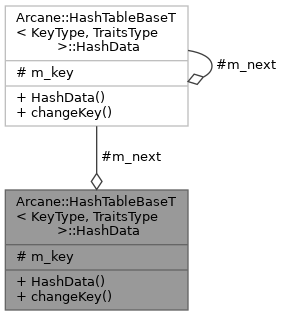 Arcane::HashTableBaseT
< KeyType, TraitsType
>::HashData
# m_key
+ HashData()
+ changeKey()
#m_next
#m_next
Arcane::HashTableBaseT
< KeyType, TraitsType
>::HashData
# m_key
+ HashData()
+ changeKey()